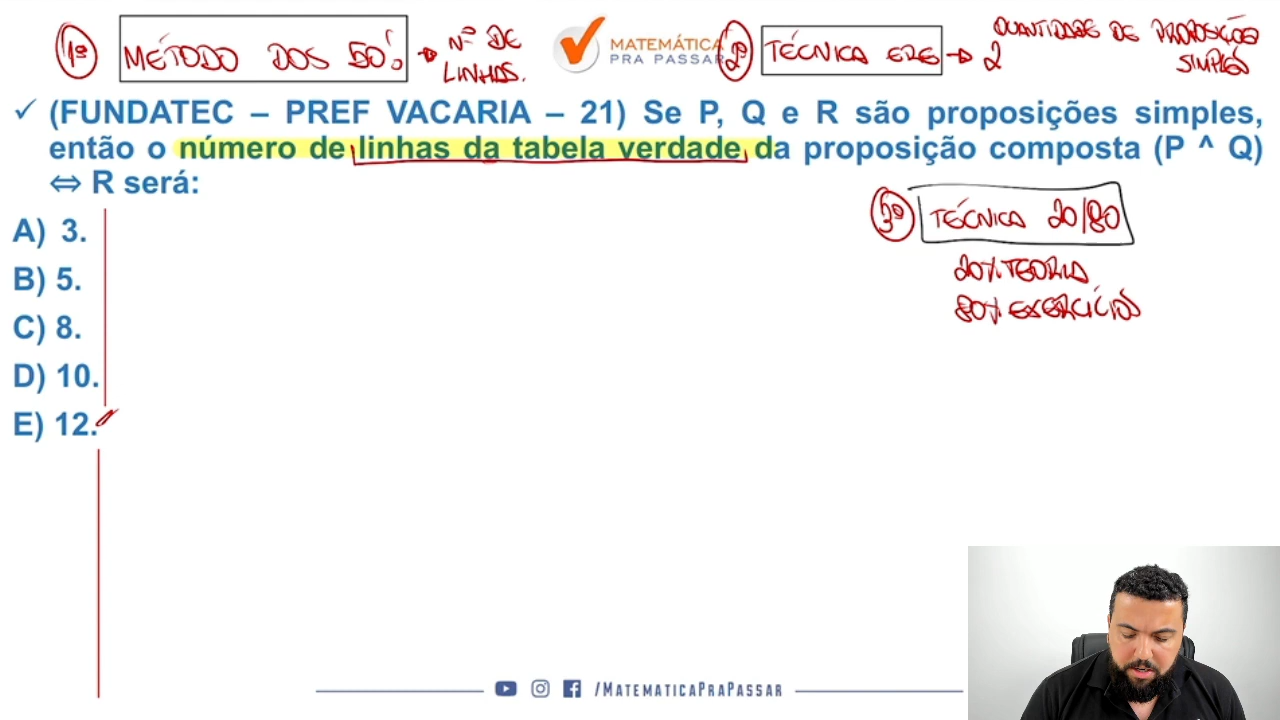 1º MÉTODO DOS 50! → Nº DE
LINHAS.
MATEMÁTICA
PRA PASSAR
2º TÉCNICA → 2 QUANTIDADE DE PROPOSIÇÕES
SIMPLES
✓ (FUNDATEC – PREF VACARIA – 21) Se P, Q e R são proposições simples,
então o número de linhas da tabela verdade da proposição composta (P ^ Q)
⇔ R será:
A) 3.
B) 5.
C) 8.
D) 10.
E) 12.
3º TÉCNICA 20/80
20% TEORIA
80% EXERCÍCIOS
/MATEMATICAPRAPASSAR